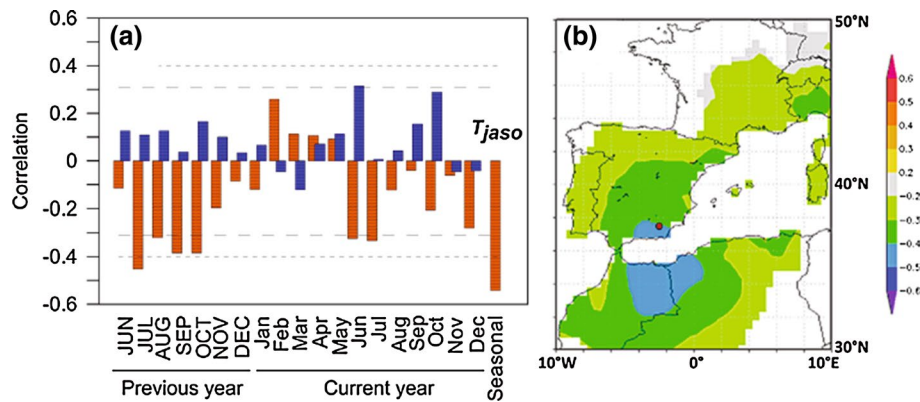 (a)
0.6
0.4
0.2
0
-0.2
-0.4
-0.6
Correlation
Tjaso
JUN
JUL
AUG
SEP
OCT
NOV
DEC
Jan
Feb
Mar
Apr
May
Jun
Jul
Aug
Sep
Oct
Nov
Dec
Seasonal
Previous year
Current year
(b)
50°N
40°N
30°N
10°W
0°
10°E
0.6
0.5
0.4
0.3
0.2
-0.2
-0.3
-0.4
-0.5
-0.6